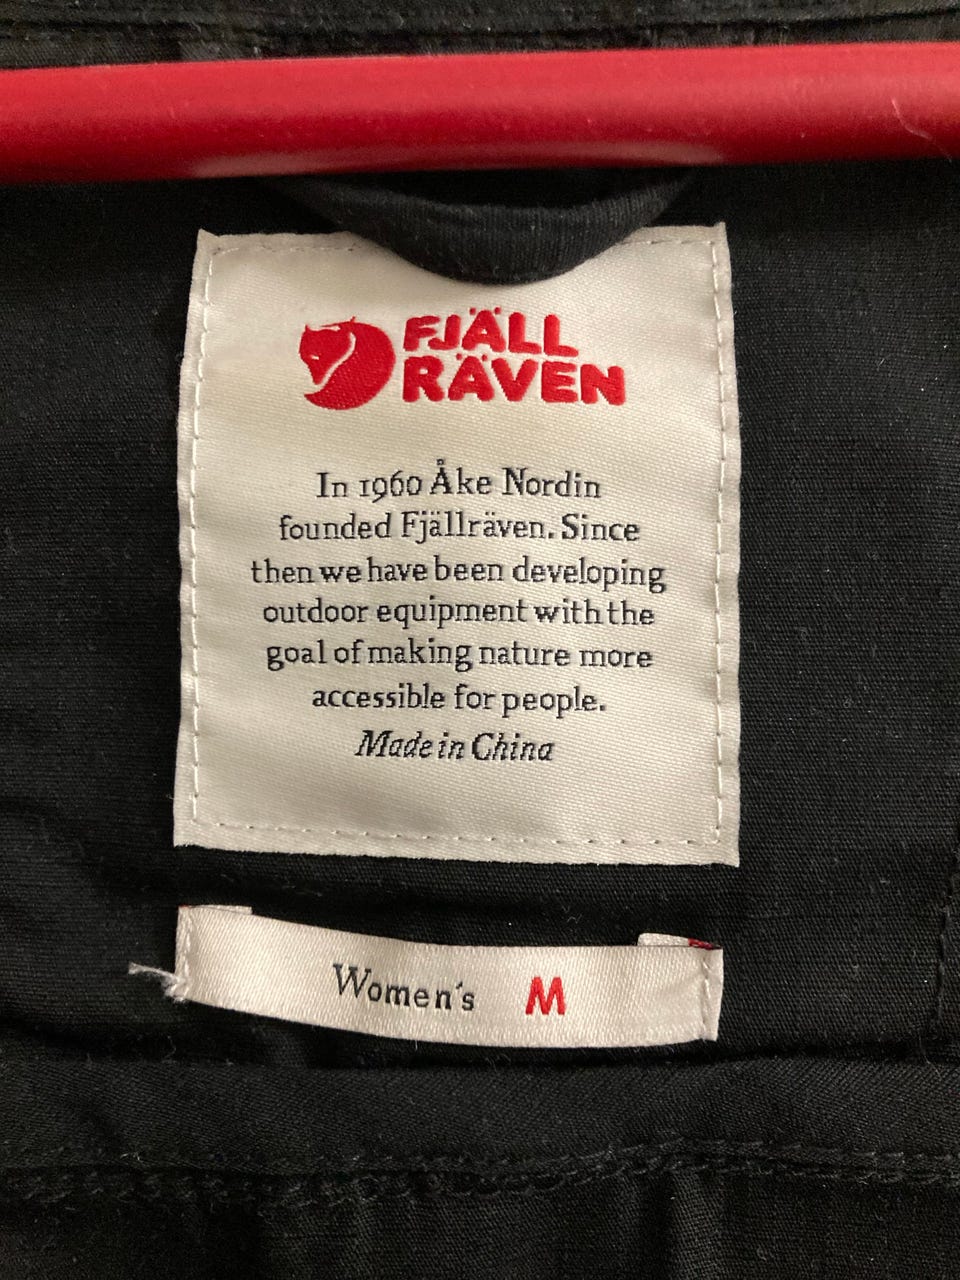 FJÄLL
RÄVEN
In 1960 Åke Nordin
founded Fjällräven. Since
then we have been developing
outdoor equipment with the
goal of making nature more
accessible for people.
Made in China
Women's M